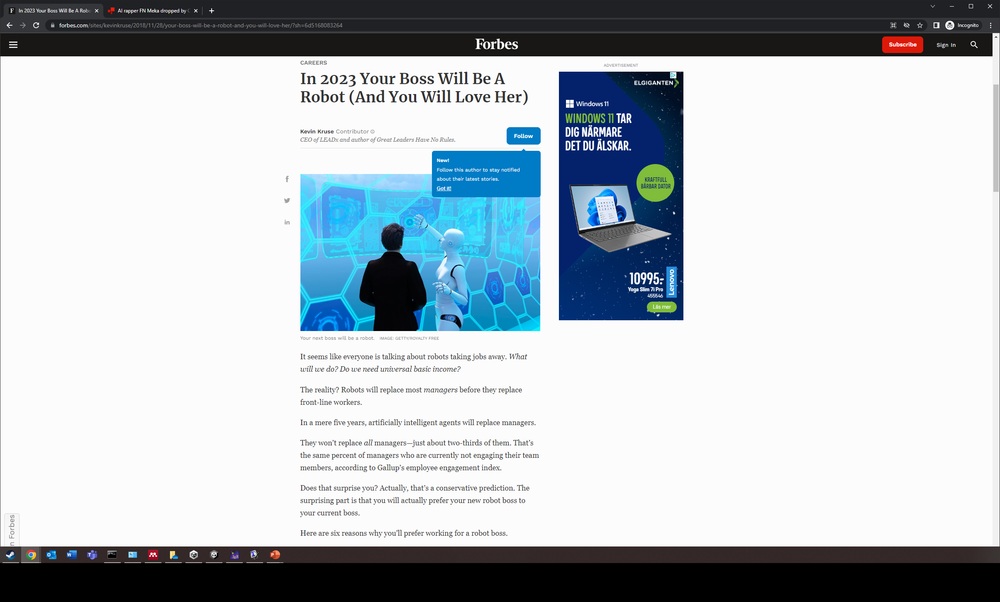 In 2023 Your Boss Will Be A Robo
AI rapper FN Meka dropped by C
forbes.com/sites/kevinkruse/2018/11/28/your-boss-will-be-a-robot-and-you-will-love-her/?sh=6d5168083264
Incognito
Forbes
Subscribe
Sign In
CAREERS
In 2023 Your Boss Will Be A
Robot (And You Will Love Her)
Kevin Kruse Contributor
CEO of LEADx and author of Great Leaders Have No Rules.
Follow
New!
Follow this author to stay notified
about their latest stories.
Got it!
Your next boss will be a robot. IMAGE: GETTY/ROYALTY FREE
It seems like everyone is talking about robots taking jobs away. What
will we do? Do we need universal basic income?
The reality? Robots will replace most managers before they replace
front-line workers.
In a mere five years, artificially intelligent agents will replace managers.
They won’t replace all managers—just about two-thirds of them. That’s
the same percent of managers who are currently not engaging their team
members, according to Gallup’s employee engagement index.
Does that surprise you? Actually, that’s a conservative prediction. The
surprising part is that you will actually prefer your new robot boss to
your current boss.
Here are six reasons why you’ll prefer working for a robot boss.
ADVERTISEMENT
ELGIGANTEN
Windows 11
WINDOWS 11 TAR
DIG NÄRMARE
DET DU ÄLSKAR.
KRAFTFULL
BÄRBAR DATOR
10995:-
Yoga Slim 7i Pro
455546
Lenovo
Läs mer
n Forbes